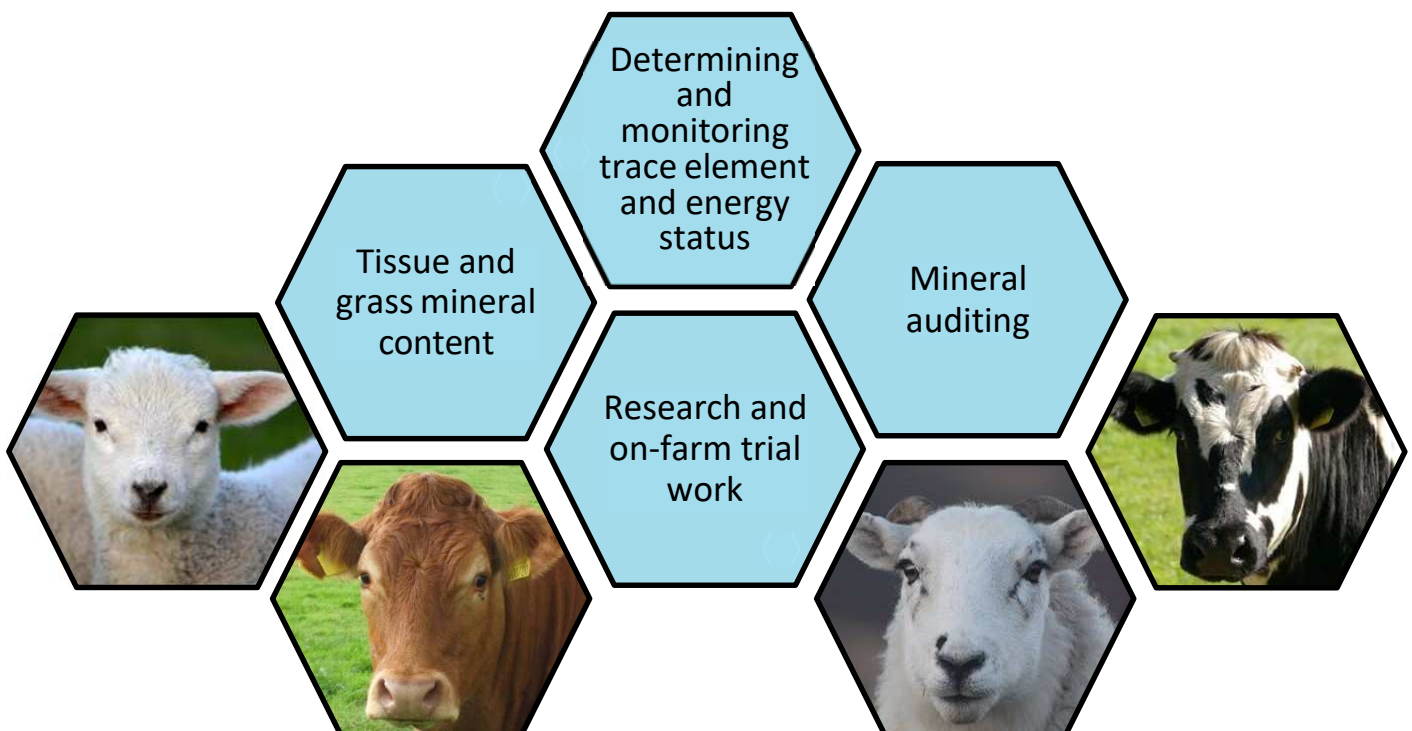 Determining
and
monitoring
trace element
and energy
status
Tissue and
grass mineral
content
Mineral
auditing
Research and
on-farm trial
work